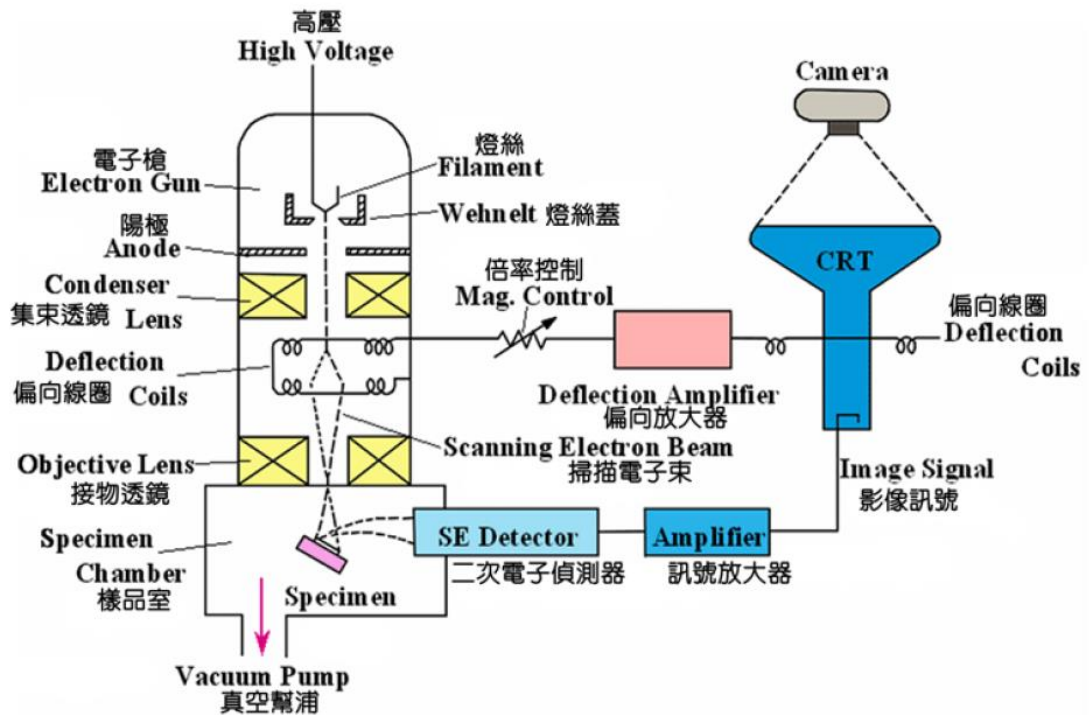 高壓
High Voltage
Camera
電子槍
Electron Gun
燈絲
Filament
Wehnelt 燈絲蓋
陽極
Anode
CRT
Condenser
集束透鏡 Lens
倍率控制
Mag. Control
偏向線圈
Deflection
Coils
Deflection
偏向線圈 Coils
Deflection Amplifier
偏向放大器
Scanning Electron Beam
掃描電子束
Objective Lens
接物透鏡
Image Signal
影像訊號
Specimen
Chamber
樣品室
SE Detector
二次電子偵測器
Amplifier
訊號放大器
Specimen
Vacuum Pump
真空幫浦